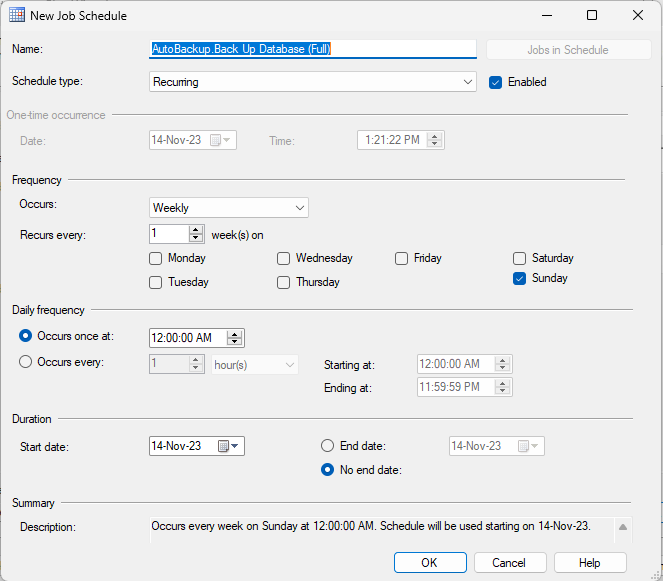 New Job Schedule
Name: AutoBackup.Back Up Database (Full) Jobs in Schedule
Schedule type: Recurring Enabled
One-time occurrence
Date: 14-Nov-23 Time: 1:21:22 PM
Frequency
Occurs: Weekly
Recurs every: 1 week(s) on
Monday Wednesday Friday Saturday
Tuesday Thursday Sunday
Daily frequency
Occurs once at: 12:00:00 AM
Occurs every: 1 hour(s) Starting at: 12:00:00 AM
Ending at: 11:59:59 PM
Duration
Start date: 14-Nov-23 End date: 14-Nov-23
No end date:
Summary
Description: Occurs every week on Sunday at 12:00:00 AM. Schedule will be used starting on 14-Nov-23.
OK Cancel Help